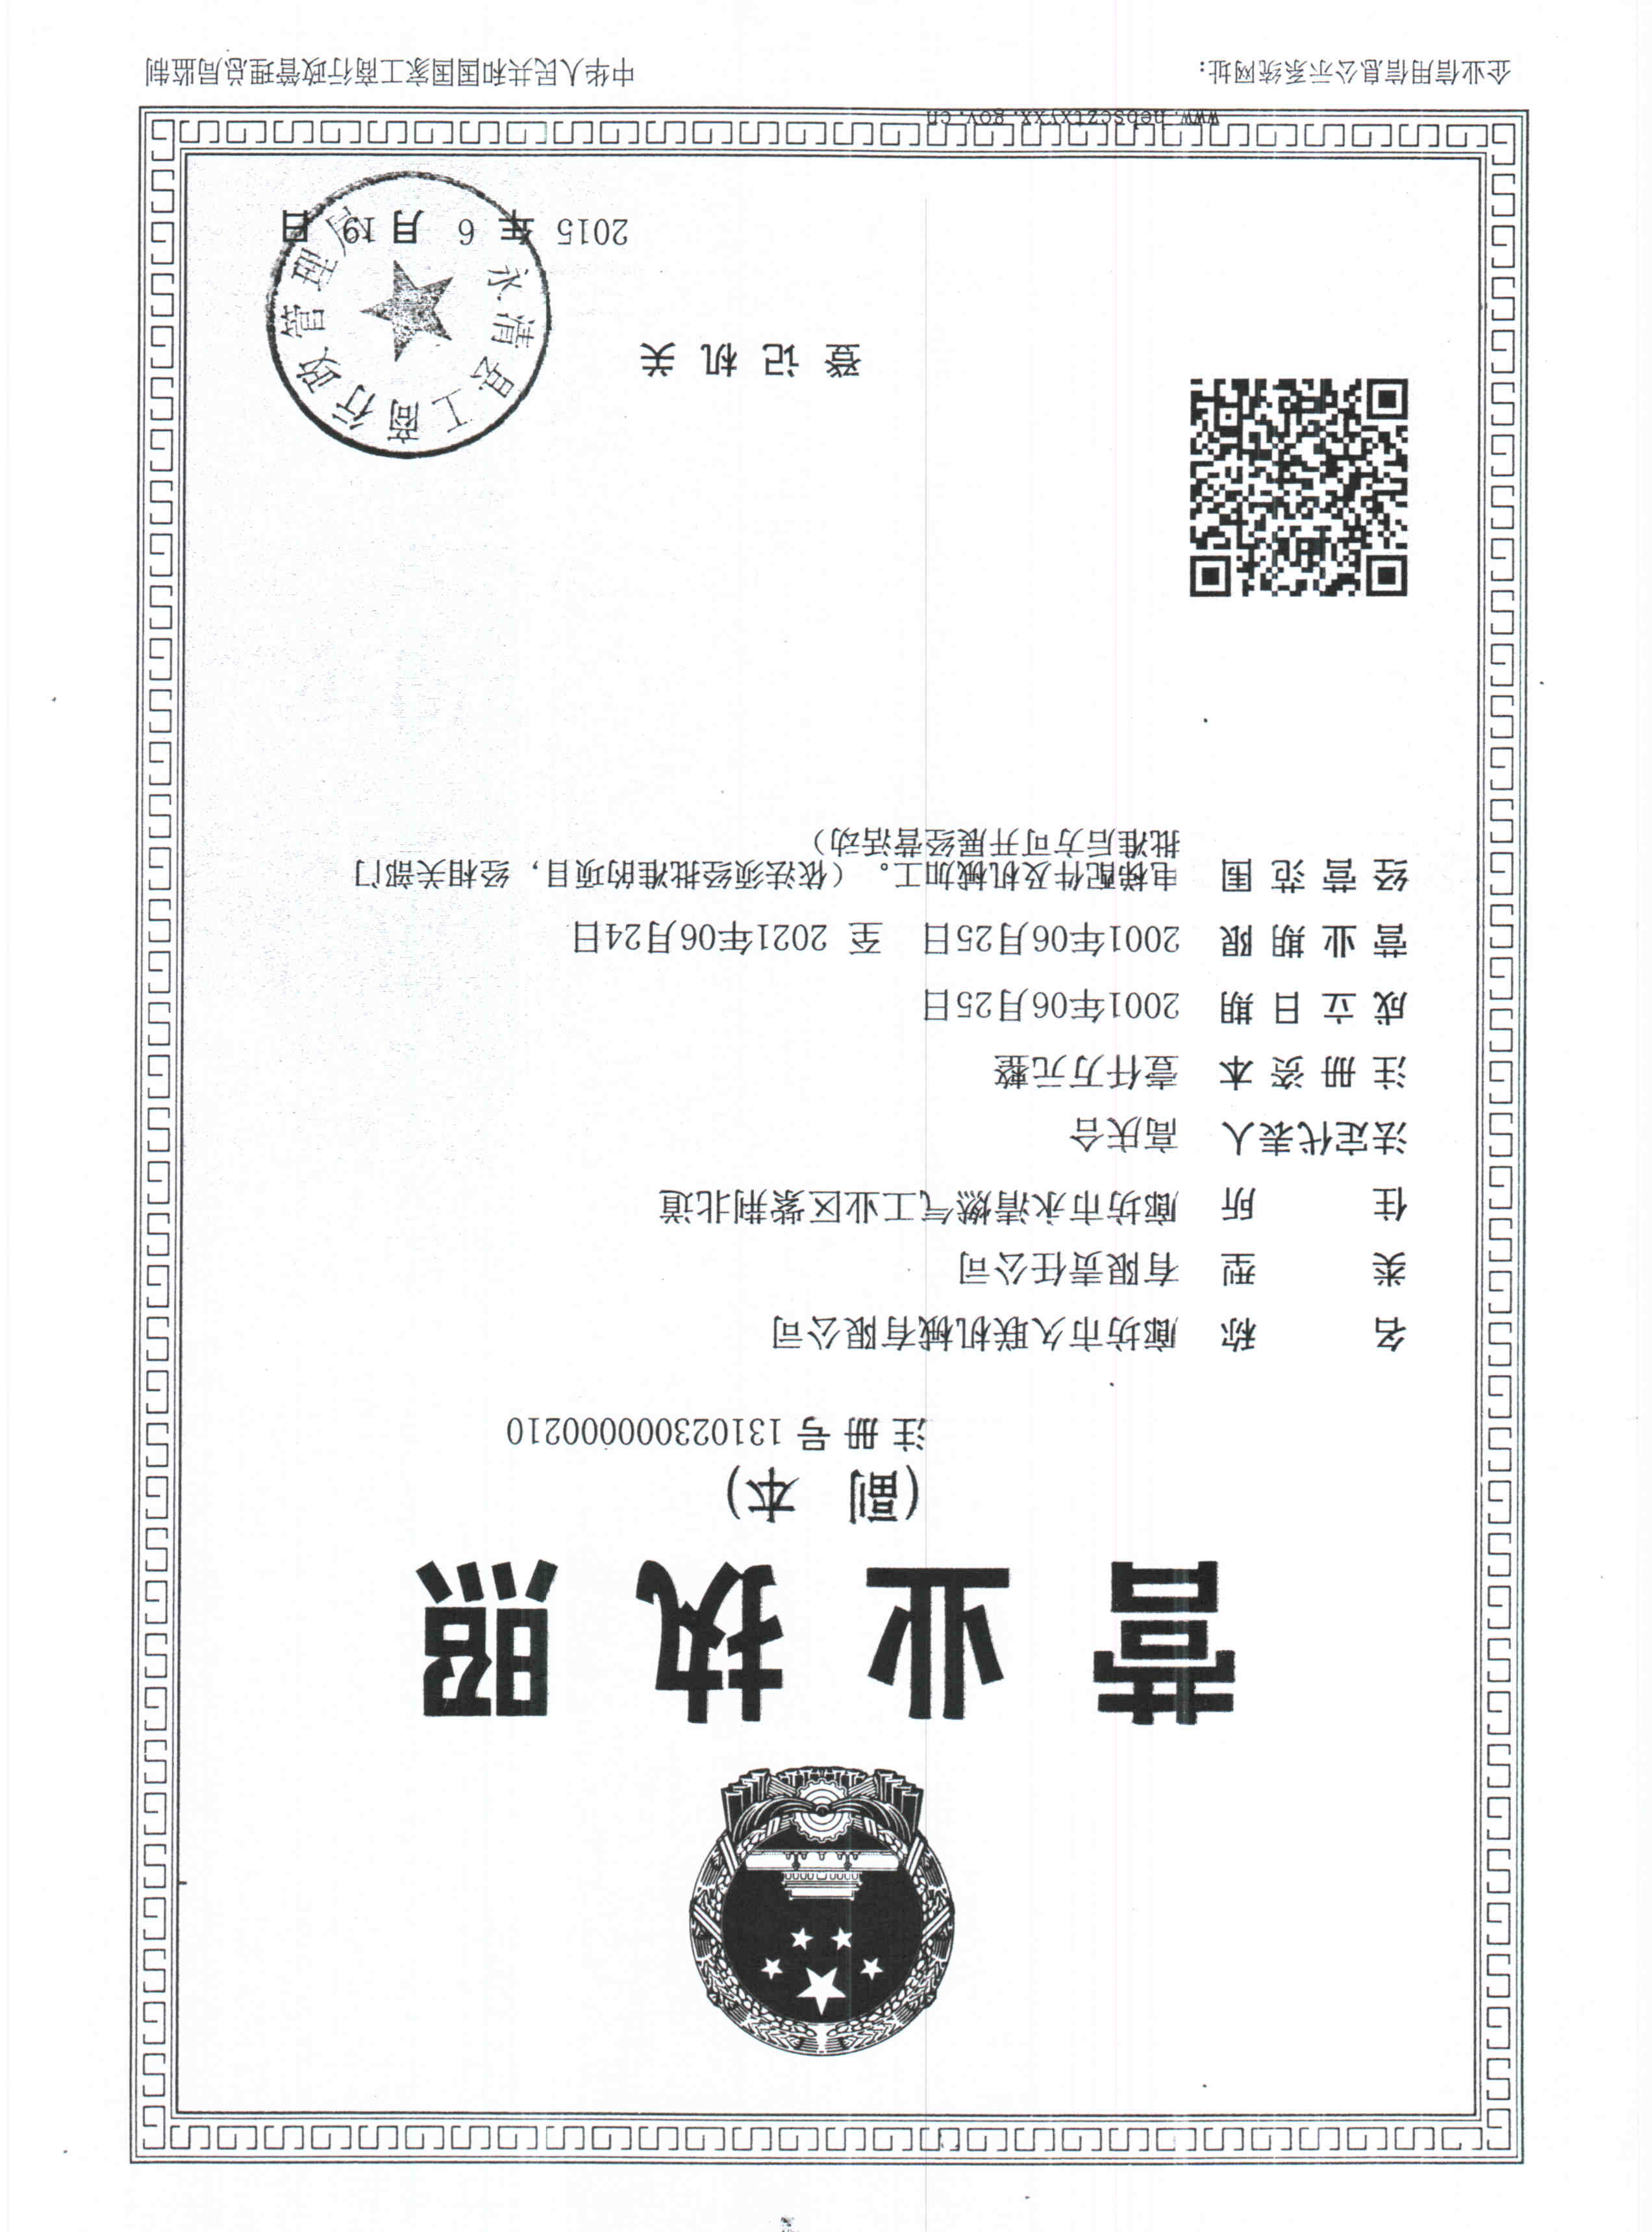 营业执照
(副 本)
注册号 131023000000210
名 称 廊坊市久联机械有限公司
类 型 有限责任公司
住 所 廊坊市永清燃气工业区紫荆北道
法定代表人 高庆合
注册资本 壹仟万元整
成立日期 2001年06月25日
营业期限 2001年06月25日 至 2021年06月24日
经营范围 电梯配件及机械加工。(依法须经批准的项目,经相关部门
批准后方可开展经营活动)
登记机关
永清县工商行政管理局
2015 年 6 月 19 日
www.hebscztxyxx.gov.cn
企业信用信息公示系统网址:
中华人民共和国国家工商行政管理总局监制